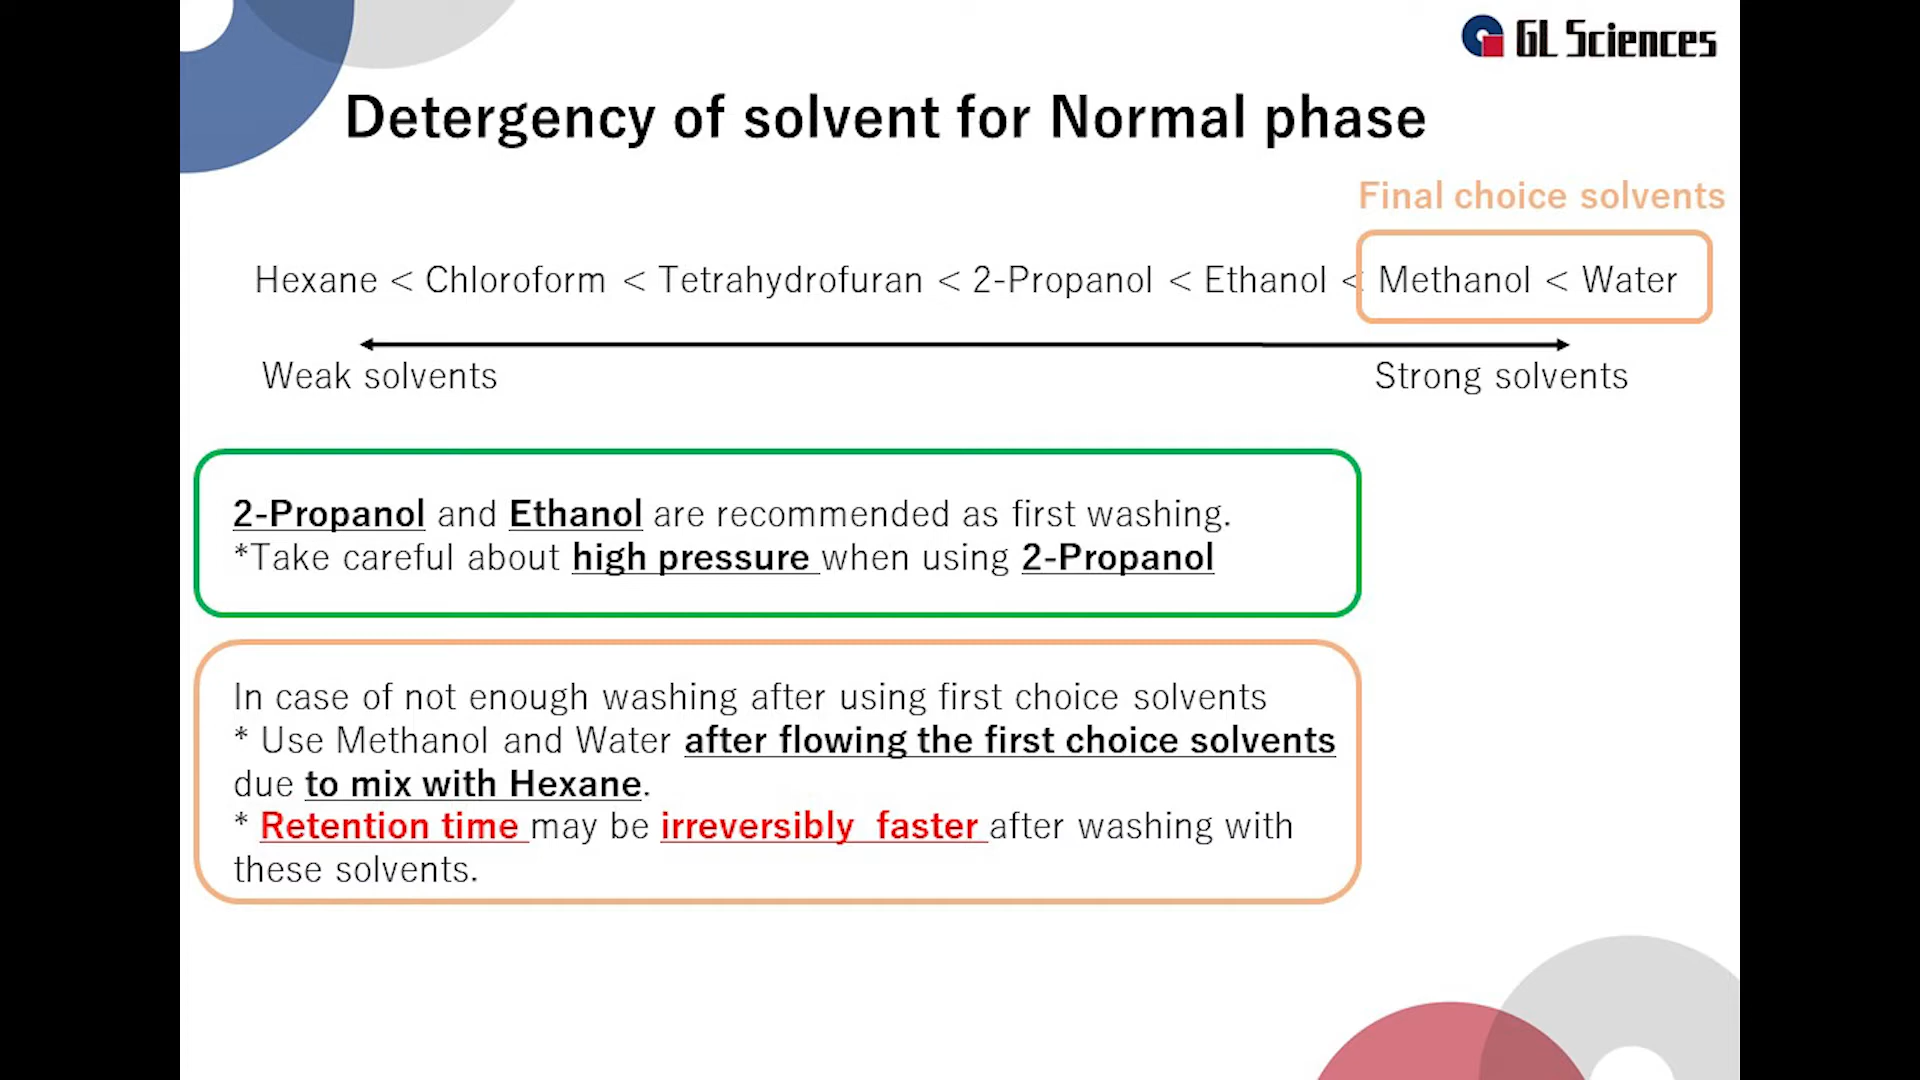 GL Sciences
Detergency of solvent for Normal phase
Final choice solvents
Hexane < Chloroform < Tetrahydrofuran < 2-Propanol < Ethanol < Methanol < Water
Weak solvents
Strong solvents
2-Propanol and Ethanol are recommended as first washing.
*Take careful about high pressure when using 2-Propanol
In case of not enough washing after using first choice solvents
* Use Methanol and Water after flowing the first choice solvents
due to mix with Hexane.
* Retention time may be irreversibly faster after washing with
these solvents.